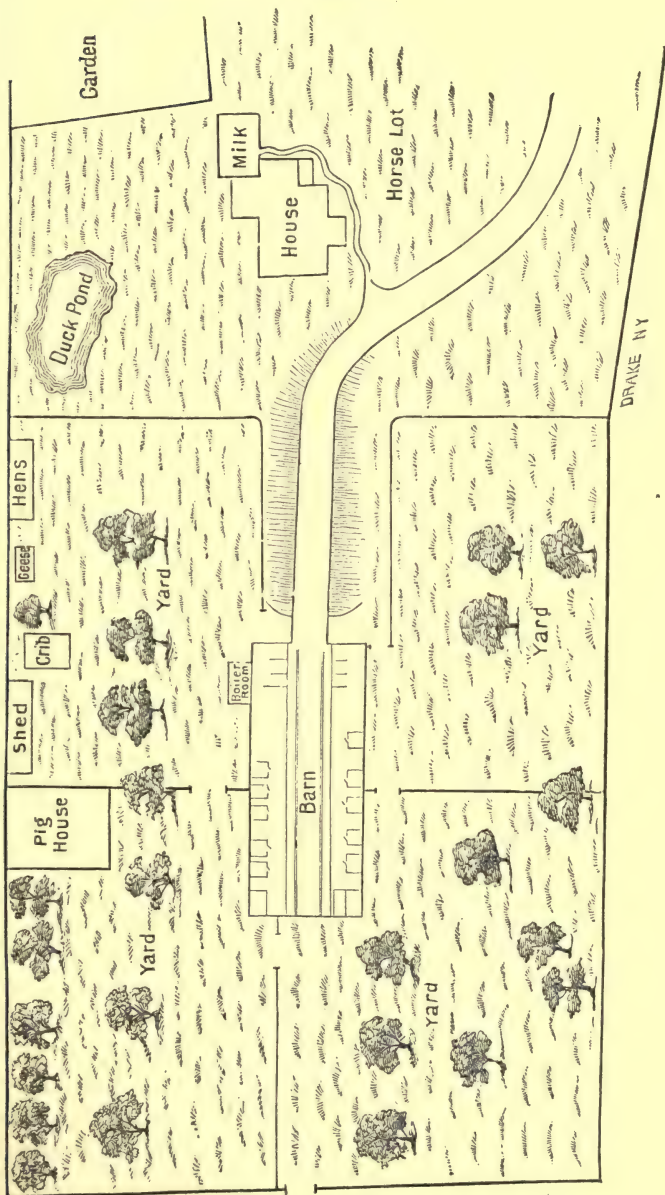 Garden
Duck Pond
Milk
House
Horse Lot
Hens
Geese
Crib
Shed
Pig
House
Yard
Yard
Boiler
Room
Barn
Yard
Yard
DRAKE NY